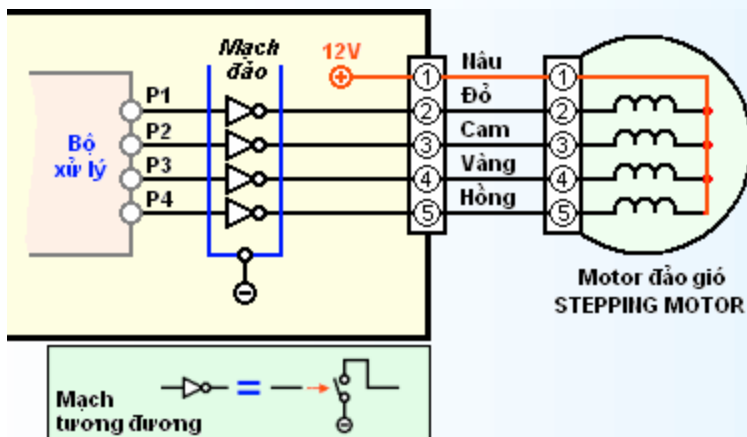 Mạch
đảo
12V
Nâu
Đỏ
Cam
Vàng
Hồng
1
2
3
4
5
1
2
3
4
5
P1
P2
P3
P4
Bộ
xử lý
Motor đảo gió
STEPPING MOTOR
Mạch
tương đương